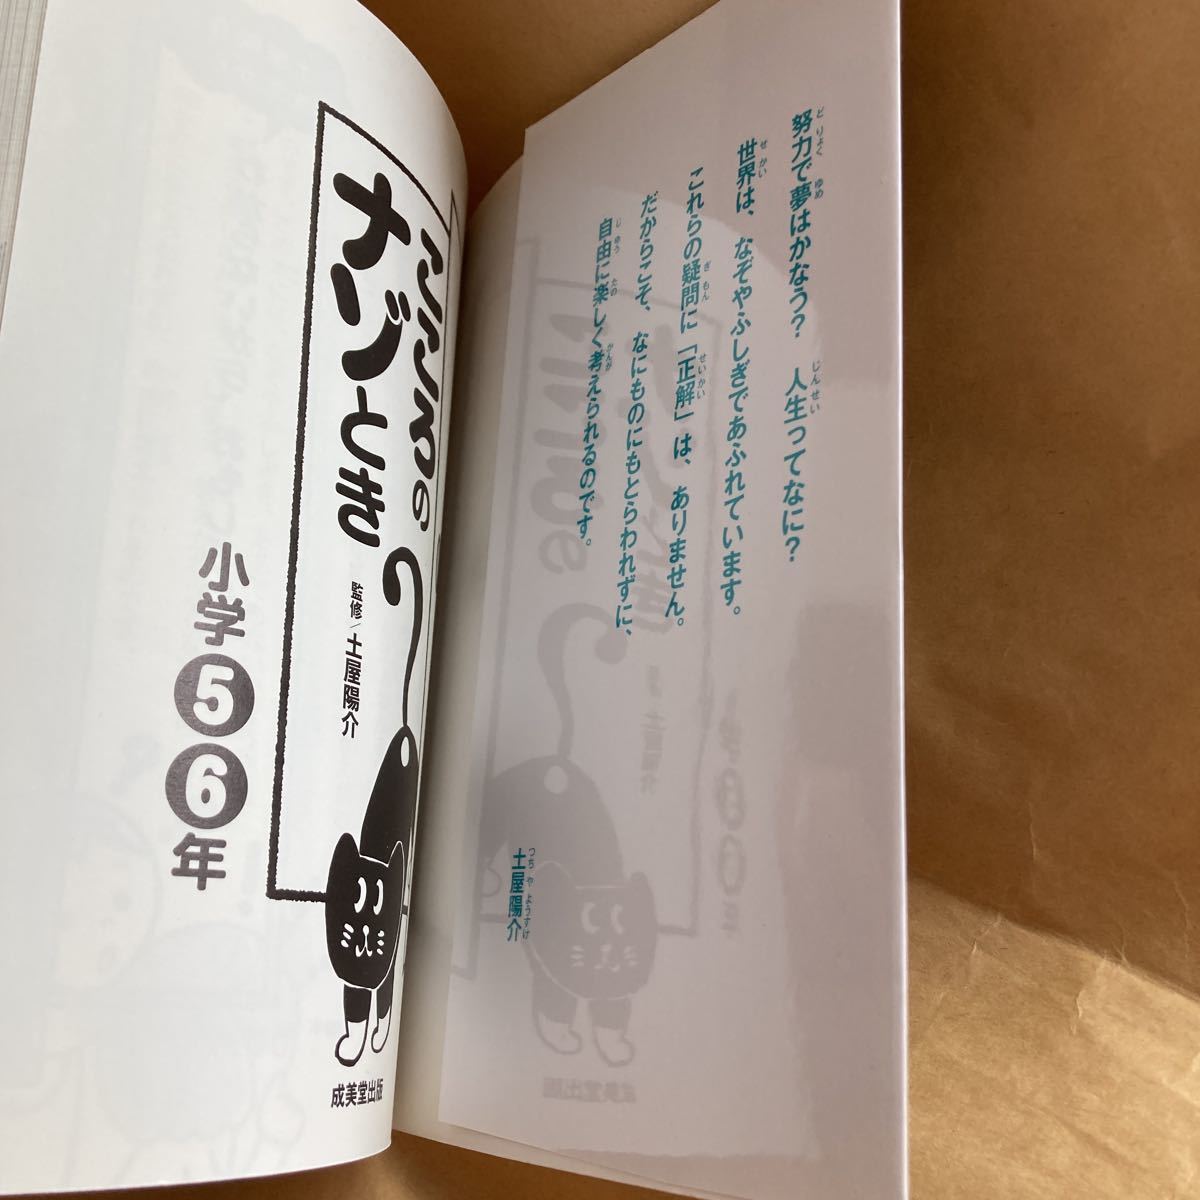 努力で夢はかなう？　人生ってなに？
世界は、なぞやふしぎであふれています。
これらの疑問に「正解」は、ありません。
だからこそ、なにものにもとらわれずに、
自由に楽しく考えられるのです。
土屋陽介
こころの
ナゾとき
監修／土屋陽介
小学56年
成美堂出版